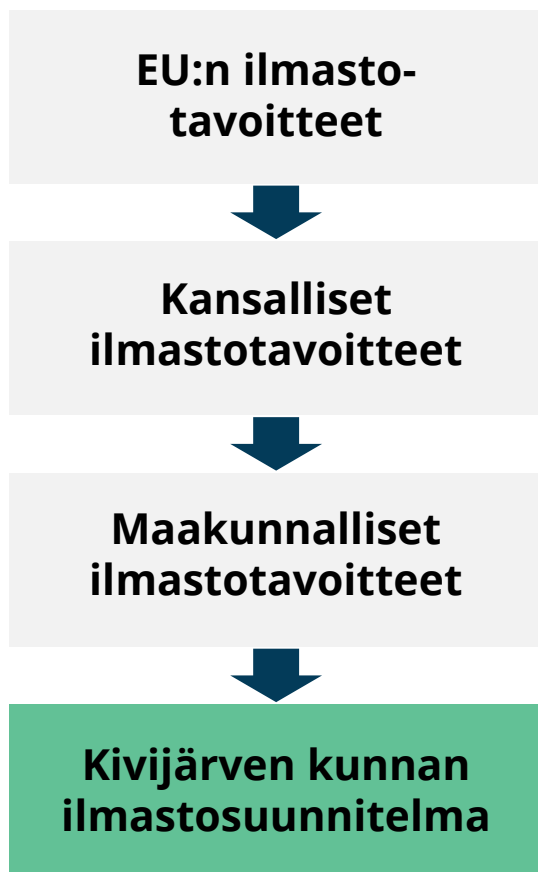 EU:n ilmasto-
tavoitteet
Kansalliset
ilmastotavoitteet
Maakunnalliset
ilmastotavoitteet
Kivijärven kunnan
ilmastosuunnitelma